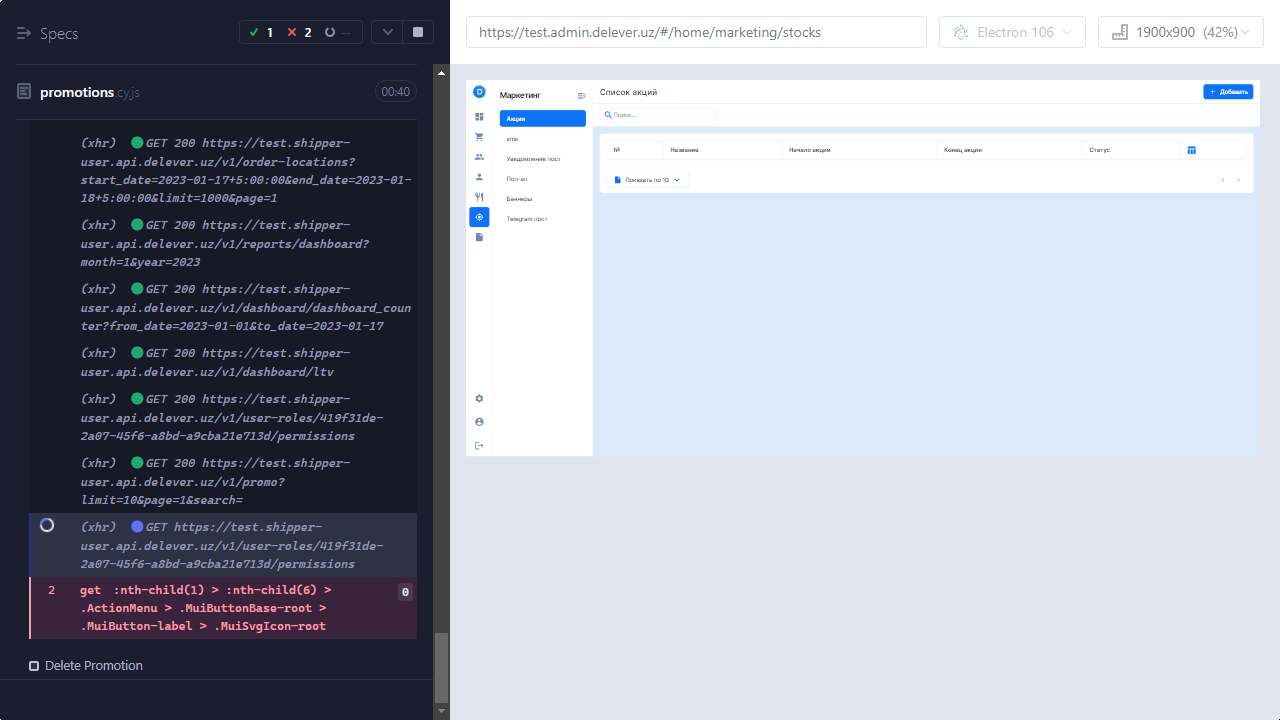 Specs
1
2
--
promotions.cy.js
00:40
(xhr) GET 200 https://test.shipper-
user.api.delever.uz/v1/order-locations?
start_date=2023-01-17+5:00:00&end_date=2023-01-
18+5:00:00&limit=1000&page=1
(xhr) GET 200 https://test.shipper-
user.api.delever.uz/v1/reports/dashboard?
month=1&year=2023
(xhr) GET 200 https://test.shipper-
user.api.delever.uz/v1/dashboard/dashboard_coun
ter?from_date=2023-01-01&to_date=2023-01-17
(xhr) GET 200 https://test.shipper-
user.api.delever.uz/v1/dashboard/ltv
(xhr) GET 200 https://test.shipper-
user.api.delever.uz/v1/user-roles/419f31de-
2a07-45f6-a8bd-a9cba21e713d/permissions
(xhr) GET 200 https://test.shipper-
user.api.delever.uz/v1/promo?
limit=10&page=1&search=
(xhr) GET https://test.shipper-
user.api.delever.uz/v1/user-roles/419f31de-
2a07-45f6-a8bd-a9cba21e713d/permissions
2 get :nth-child(1) > :nth-child(6) > 0
.ActionMenu > .MuiButtonBase-root >
.MuiButton-label > .MuiSvgIcon-root
Delete Promotion
https://test.admin.delever.uz/#/home/marketing/stocks
Electron 106
1900x900 (42%)
D
Маркетинг
Акции
sms
Уведомление пост
Поп-ап
Баннеры
Telegram пост
Список акций
+ Добавить
Поиск...
№ Название Начало акции Конец акции Статус
Показать по 10